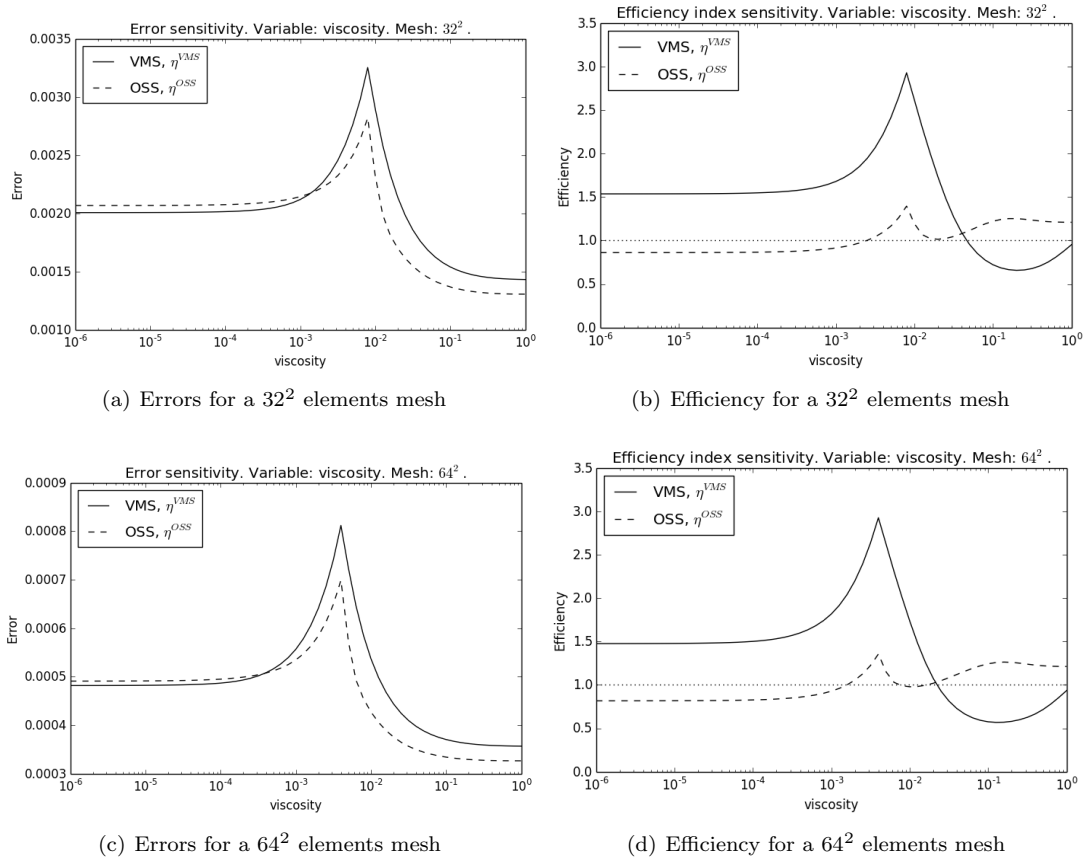 Error sensitivity. Variable: viscosity. Mesh: 32² .
0.0035
0.0030
0.0025
0.0020
0.0015
0.0010
Error
VMS, η^VMS
OSS, η^OSS
10⁻⁶ 10⁻⁵ 10⁻⁴ 10⁻³ 10⁻² 10⁻¹ 10⁰
viscosity
(a) Errors for a 32² elements mesh
Efficiency index sensitivity. Variable: viscosity. Mesh: 32² .
3.5
3.0
2.5
2.0
1.5
1.0
0.5
0.0
Efficiency
VMS, η^VMS
OSS, η^OSS
10⁻⁶ 10⁻⁵ 10⁻⁴ 10⁻³ 10⁻² 10⁻¹ 10⁰
viscosity
(b) Efficiency for a 32² elements mesh
Error sensitivity. Variable: viscosity. Mesh: 64² .
0.0009
0.0008
0.0007
0.0006
0.0005
0.0004
0.0003
Error
VMS, η^VMS
OSS, η^OSS
10⁻⁶ 10⁻⁵ 10⁻⁴ 10⁻³ 10⁻² 10⁻¹ 10⁰
viscosity
(c) Errors for a 64² elements mesh
Efficiency index sensitivity. Variable: viscosity. Mesh: 64² .
3.5
3.0
2.5
2.0
1.5
1.0
0.5
0.0
Efficiency
VMS, η^VMS
OSS, η^OSS
10⁻⁶ 10⁻⁵ 10⁻⁴ 10⁻³ 10⁻² 10⁻¹ 10⁰
viscosity
(d) Efficiency for a 64² elements mesh